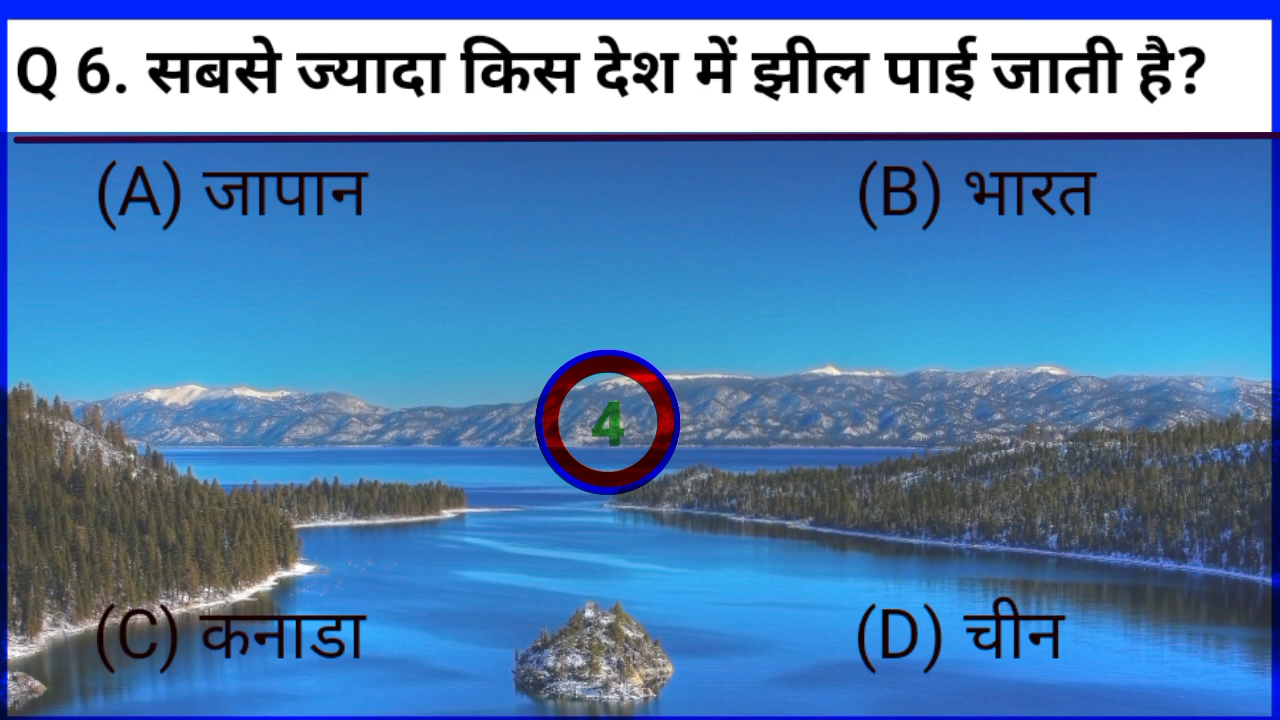 Q 6. सबसे ज्यादा किस देश में झील पाई जाती है?
(A) जापान
(B) भारत
4
(C) कनाडा
(D) चीन